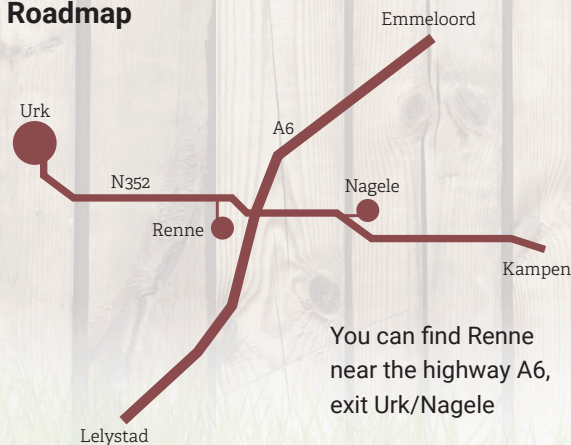 Roadmap
Emmeloord
Urk
A6
N352
Nagele
Renne
Kampen
You can find Renne
near the highway A6,
exit Urk/Nagele
Lelystad